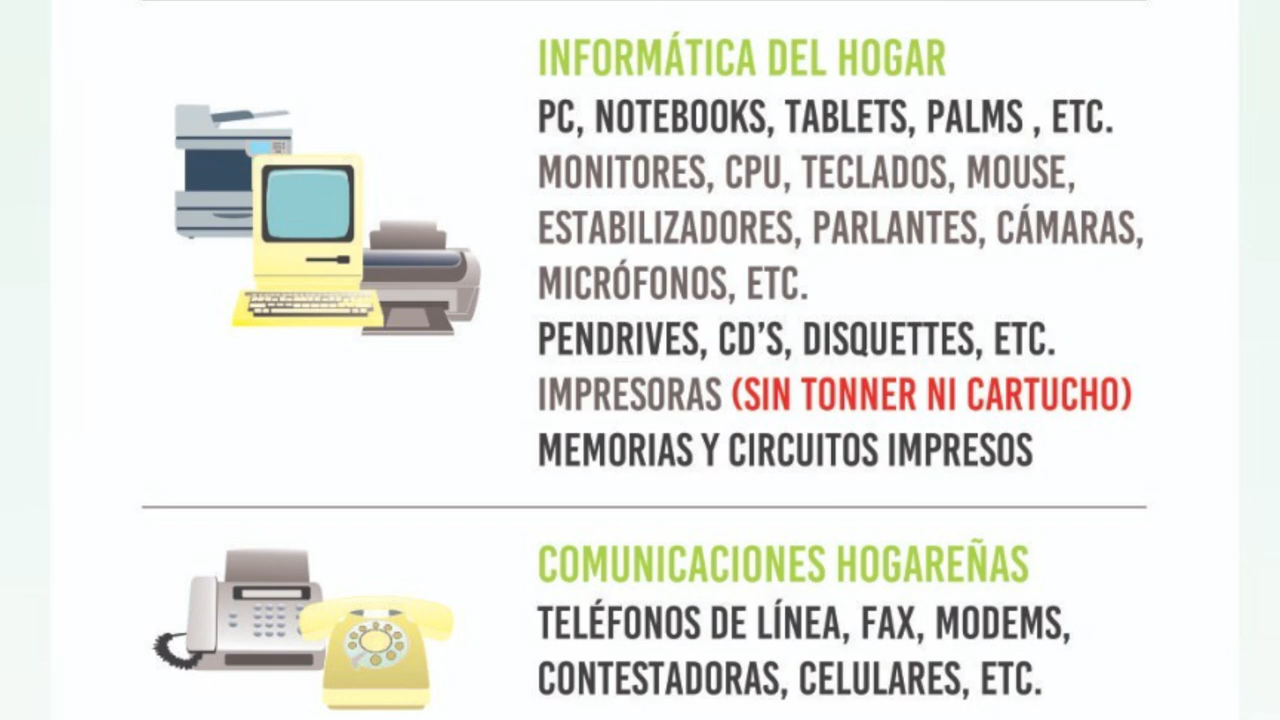 INFORMÁTICA DEL HOGAR
PC, NOTEBOOKS, TABLETS, PALMS , ETC.
MONITORES, CPU, TECLADOS, MOUSE,
ESTABILIZADORES, PARLANTES, CÁMARAS,
MICRÓFONOS, ETC.
PENDRIVES, CD'S, DISQUETTES, ETC.
IMPRESORAS (SIN TONNER NI CARTUCHO)
MEMORIAS Y CIRCUITOS IMPRESOS
COMUNICACIONES HOGAREÑAS
TELÉFONOS DE LÍNEA, FAX, MODEMS,
CONTESTADORAS, CELULARES, ETC.